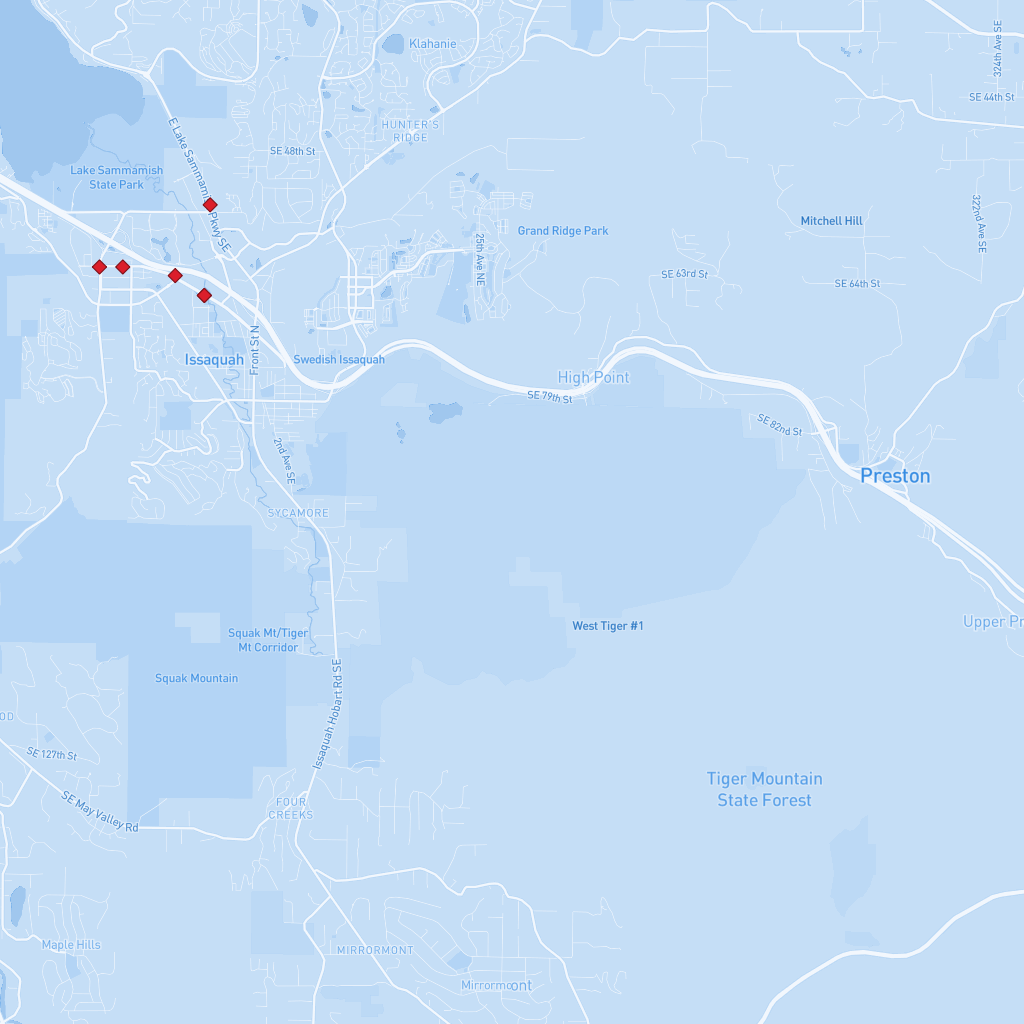 Klahanie
324th Ave SE
SE 44th St
HUNTER'S
RIDGE
E Lake Sammamish Pkwy SE
SE 48th St
Lake Sammamish
State Park
Mitchell Hill
322nd Ave SE
Grand Ridge Park
25th Ave NE
SE 63rd St
SE 64th St
Front St N
Issaquah
Swedish Issaquah
High Point
SE 79th St
SE 82nd St
2nd Ave SE
Preston
SYCAMORE
West Tiger #1
Upper Pr
Squak Mt/Tiger
Mt Corridor
Squak Mountain
Issaquah Hobart Rd SE
OD
SE 127th St
Tiger Mountain
State Forest
SE May Valley Rd
FOUR
CREEKS
Maple Hills
MIRRORMONT
Mirrormont